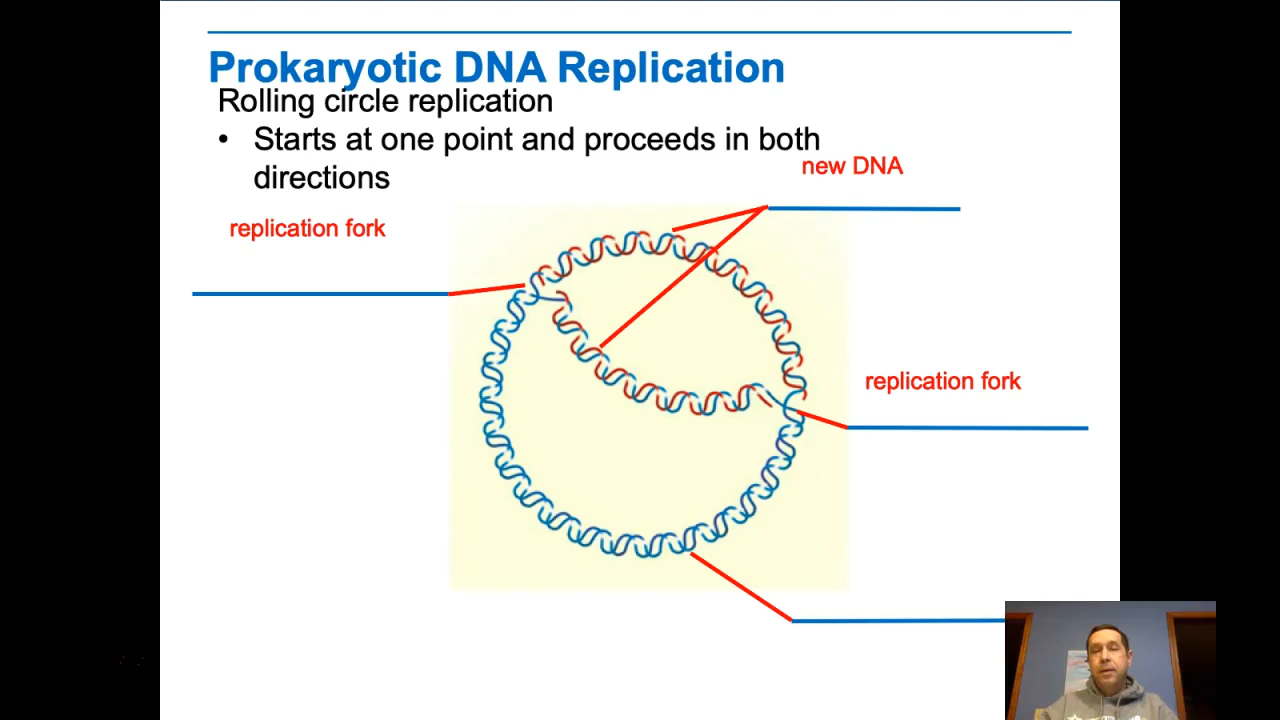 Prokaryotic DNA Replication
Rolling circle replication
• Starts at one point and proceeds in both
directions
new DNA
replication fork
replication fork